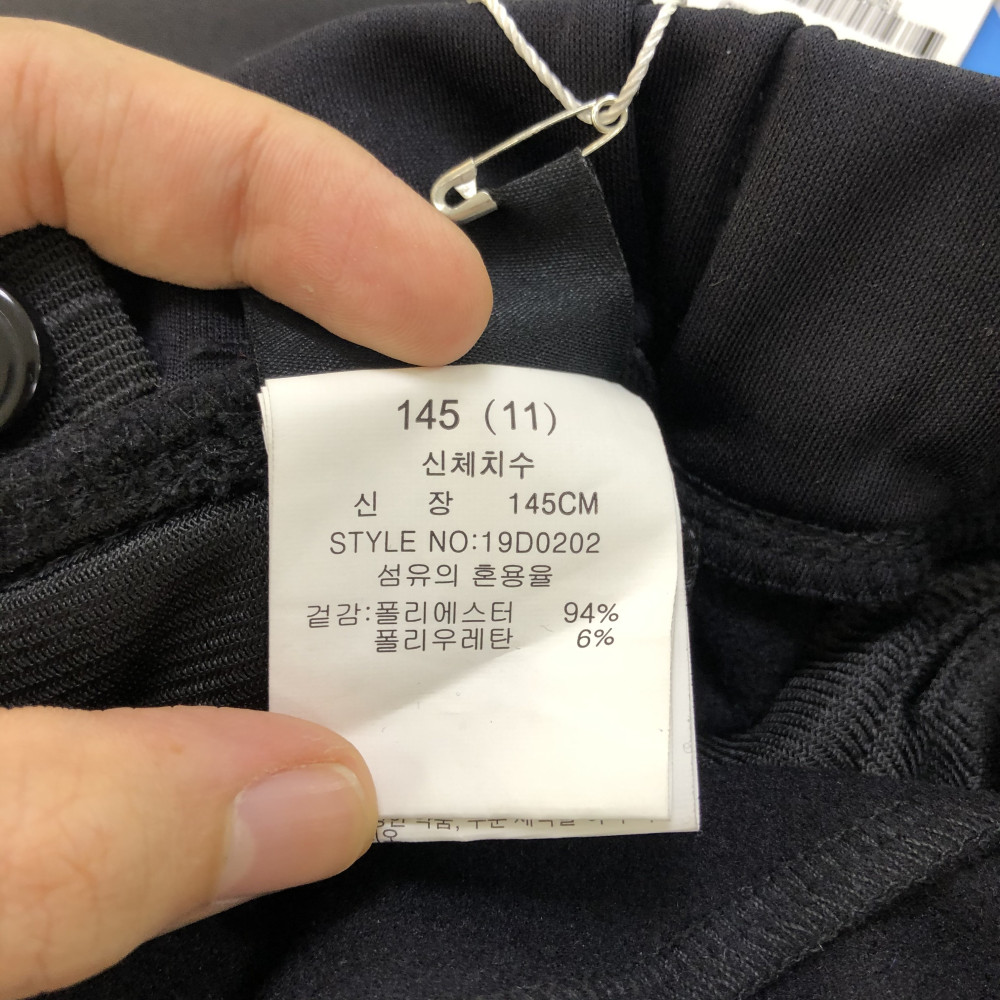 145 (11)
신체치수
신 장 145CM
STYLE NO:19D0202
섬유의 혼용율
겉감:폴리에스터 94%
폴리우레탄 6%